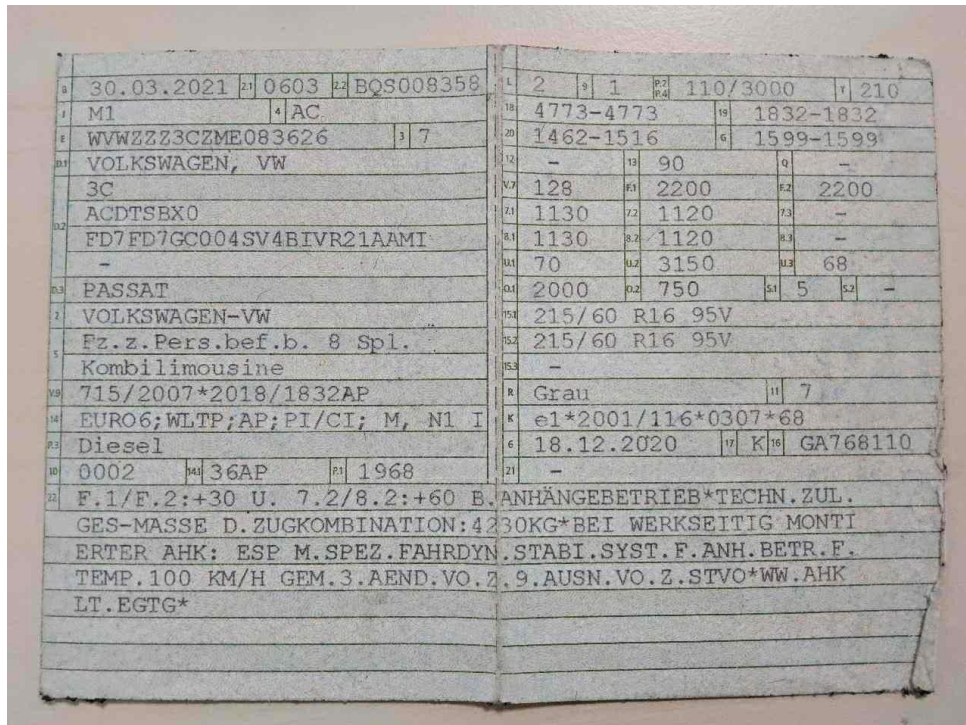 B 30.03.2021 2.1 0603 2.2 BQS008358
J M1 4 AC
E WVWZZZ3CZME083626 3 7
D.1 VOLKSWAGEN, VW
3C
D.2 ACDTSBX0
FD7FD7GC004SV4BIVR21AAMI
–
D.3 PASSAT
2 VOLKSWAGEN-VW
5 Fz.z.Pers.bef.b. 8 Spl.
Kombilimousine
V.9 715/2007*2018/1832AP
14 EURO6;WLTP;AP;PI/CI; M, N1 I
P.3 Diesel
10 0002 14.1 36AP P.1 1968
L 2 9 1 P.2 P.4 110/3000 T 210
18 4773-4773 19 1832-1832
20 1462-1516 G 1599-1599
12 – 13 90 Q –
V.7 128 F.1 2200 F.2 2200
7.1 1130 7.2 1120 7.3 –
8.1 1130 8.2 1120 8.3 –
U.1 70 U.2 3150 U.3 68
O.1 2000 O.2 750 S.1 5 S.2 –
15.1 215/60 R16 95V
15.2 215/60 R16 95V
15.3 –
R Grau 11 7
K e1*2001/116*0307*68
6 18.12.2020 17 K 16 GA768110
21 –
22 F.1/F.2:+30 U. 7.2/8.2:+60 B.ANHÄNGEBETRIEB*TECHN.ZUL.
GES-MASSE D.ZUGKOMBINATION:4230KG*BEI WERKSEITIG MONTI
ERTER AHK: ESP M.SPEZ.FAHRDYN.STABI.SYST.F.ANH.BETR.F.
TEMP.100 KM/H GEM.3.AEND.VO.Z.9.AUSN.VO.Z.STVO*WW.AHK
LT.EGTG*